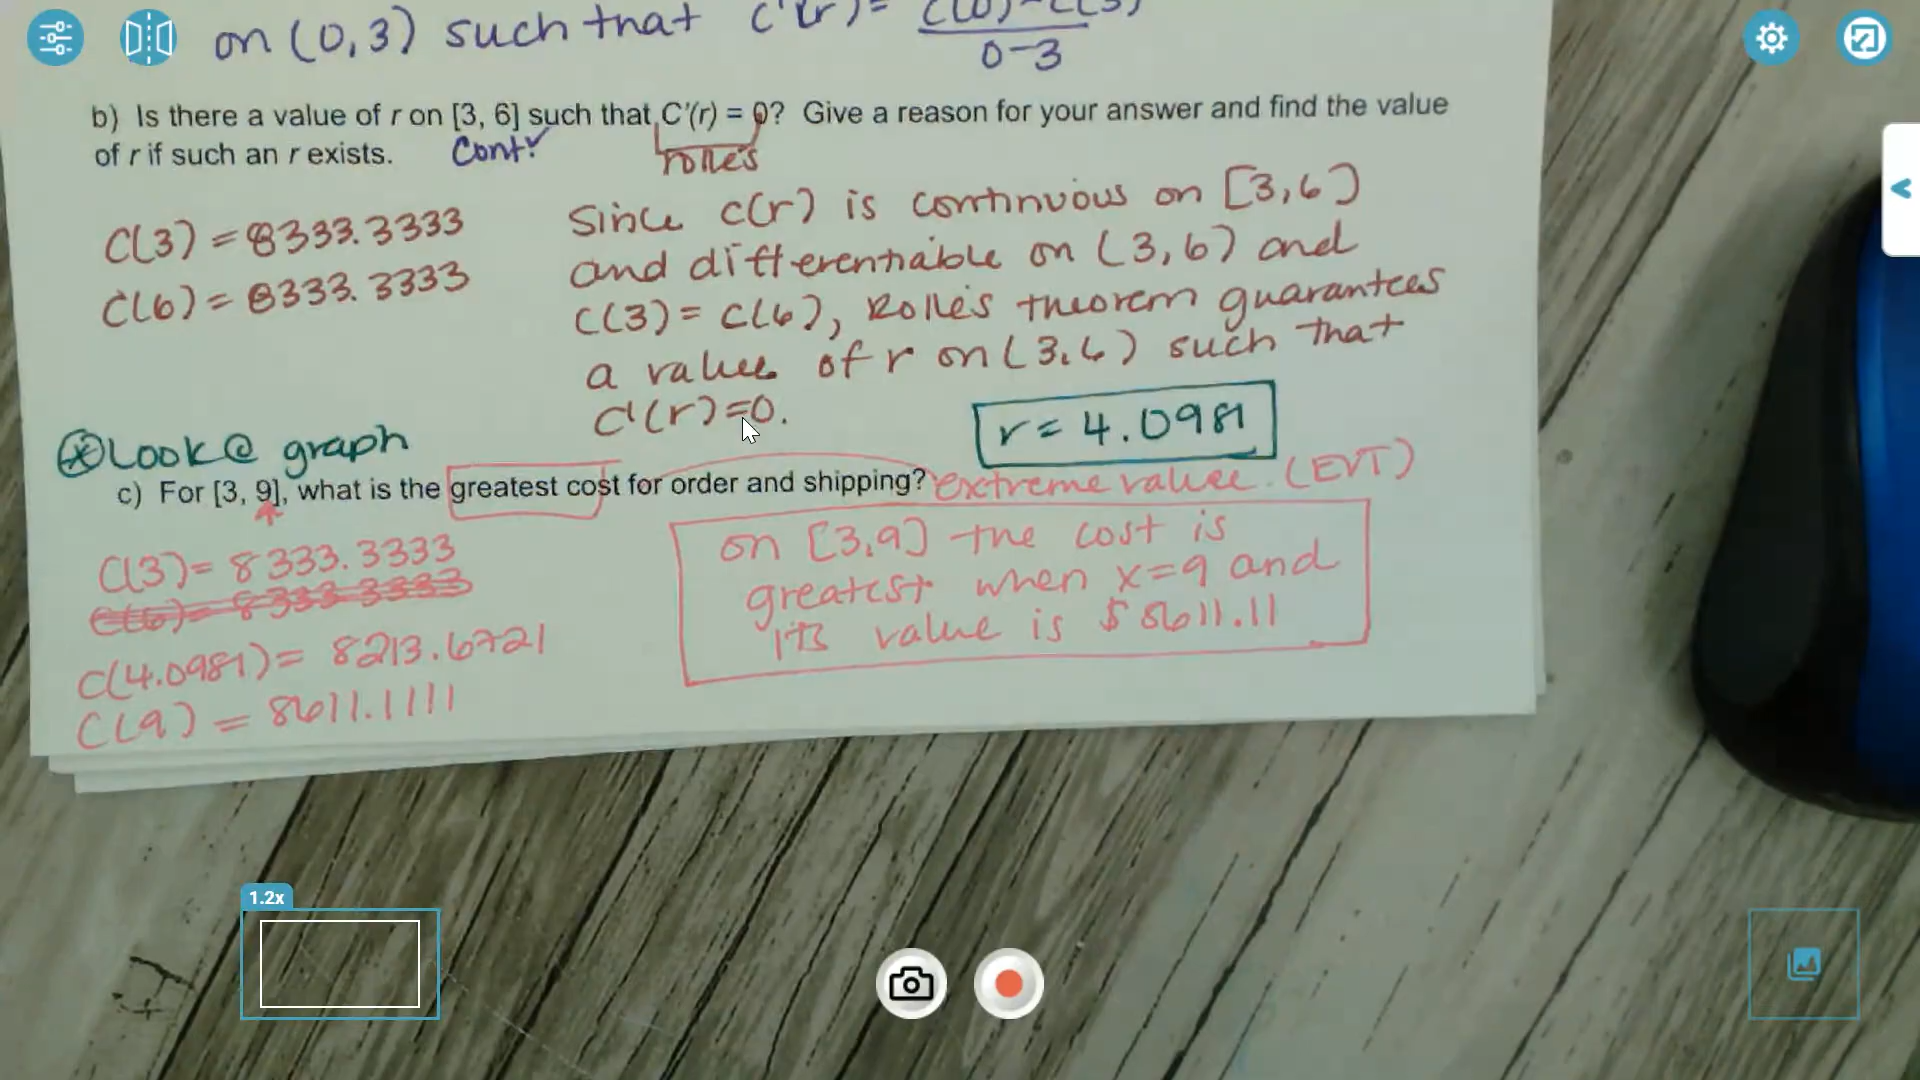 on (0,3) such that C'(r) = C(0)-C(3)
0-3
b) Is there a value of r on [3, 6] such that C'(r) = 0? Give a reason for your answer and find the value
of r if such an r exists. Cont. ✓ rolle's
C(3) = 8333.3333
C(6) = 8333.3333
Since C(r) is continuous on [3,6]
and differentiable on (3,6) and
C(3) = C(6), Rolle's theorem guarantees
a value of r on (3,6) such that
C'(r)=0.
r = 4.0981
Look @ graph
c) For [3, 9], what is the greatest cost for order and shipping? extreme value. (EVT)
C(3) = 8333.3333
C(6) = 8333.3333
C(4.0981) = 8213.6721
C(9) = 8611.1111
on [3,9] the cost is
greatest when x=9 and
its value is $8611.11
1.2x